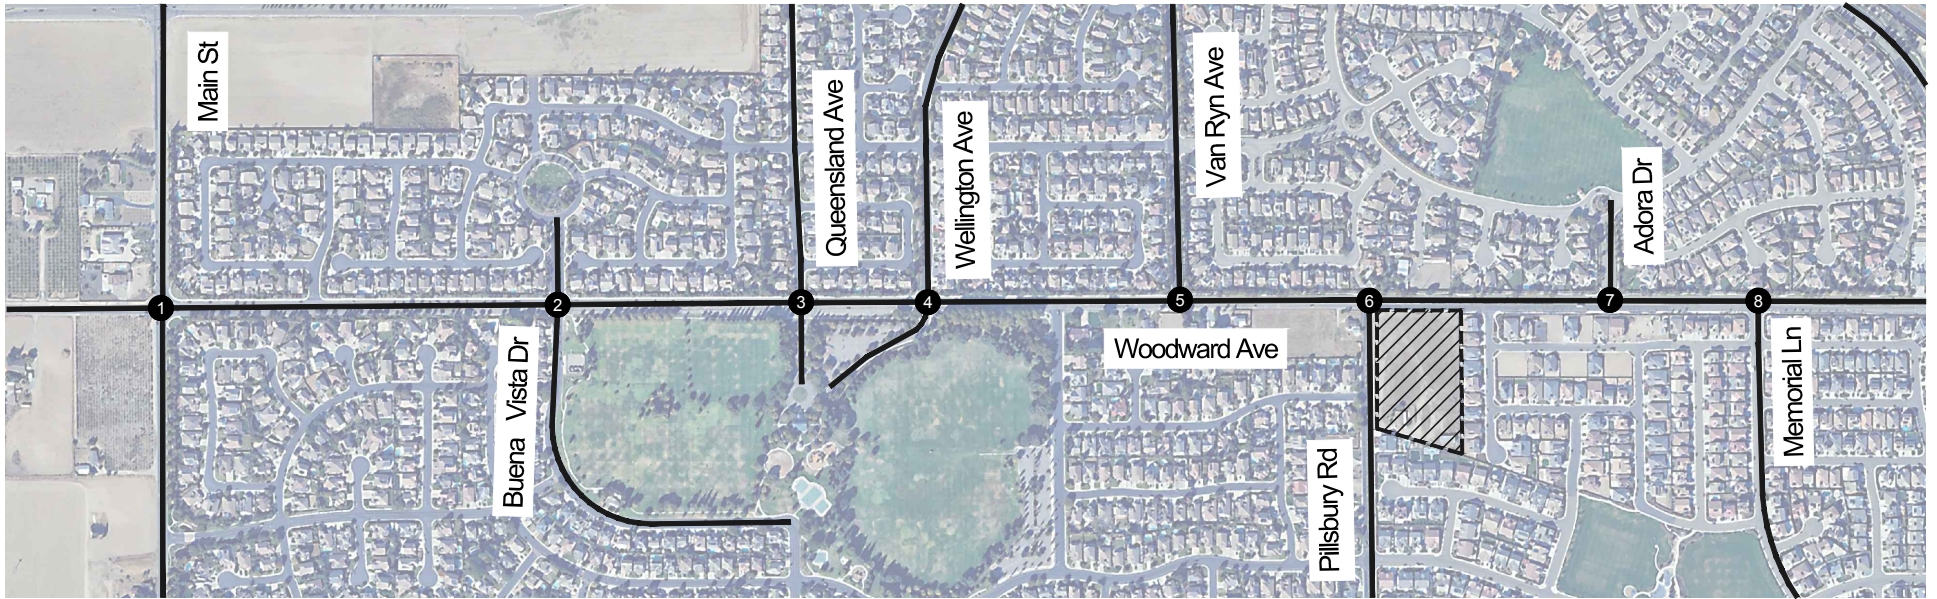 Main St
Queensland Ave
Wellington Ave
Van Ryn Ave
Adora Dr
1
2
3
4
5
6
7
8
Buena Vista Dr
Woodward Ave
Pillsbury Rd
Memorial Ln